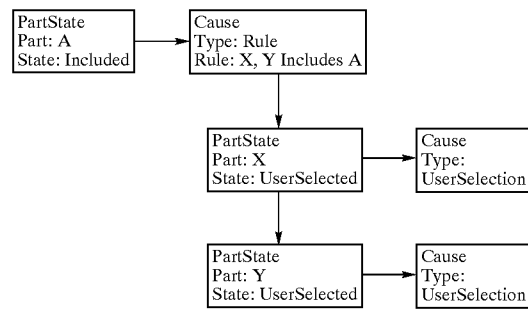 PartState
Part: A
State: Included
Cause
Type: Rule
Rule: X, Y Includes A
PartState
Part: X
State: UserSelected
Cause
Type:
UserSelection
PartState
Part: Y
State: UserSelected
Cause
Type:
UserSelection